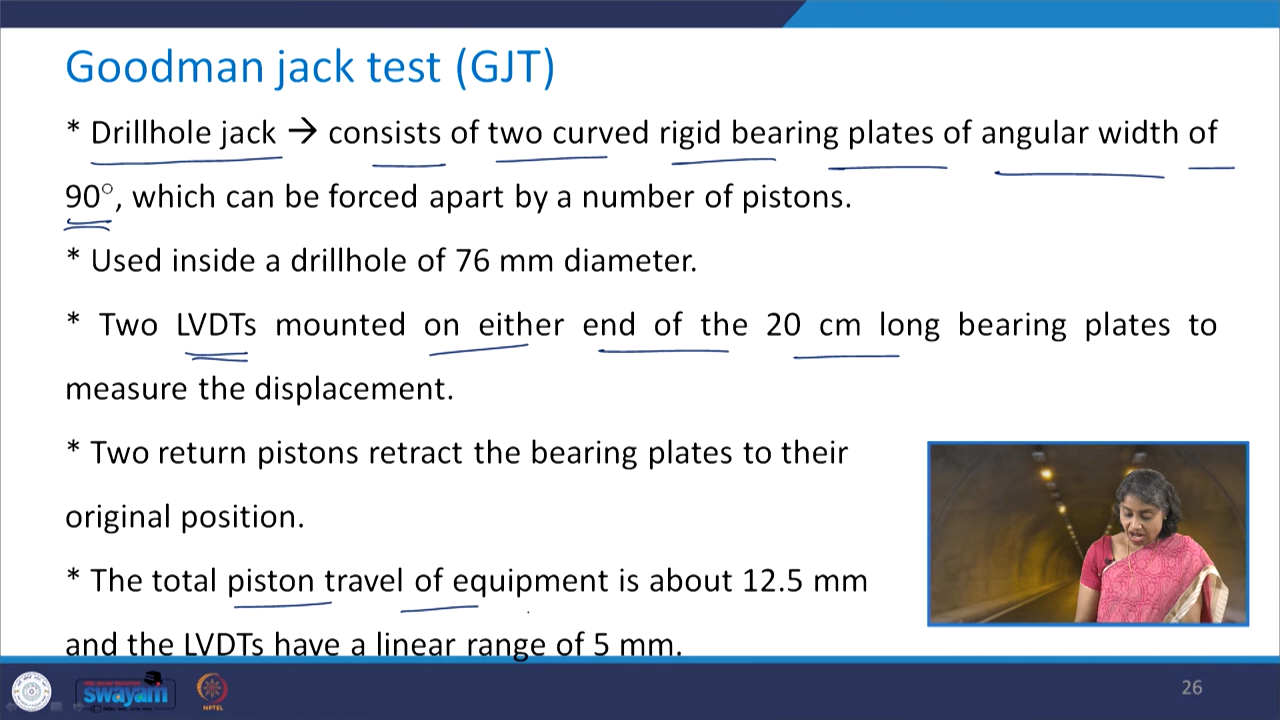 Goodman jack test (GJT)
* Drillhole jack → consists of two curved rigid bearing plates of angular width of
90°, which can be forced apart by a number of pistons.
* Used inside a drillhole of 76 mm diameter.
* Two LVDTs mounted on either end of the 20 cm long bearing plates to
measure the displacement.
* Two return pistons retract the bearing plates to their
original position.
* The total piston travel of equipment is about 12.5 mm
and the LVDTs have a linear range of 5 mm.
swayam
NPTEL
26